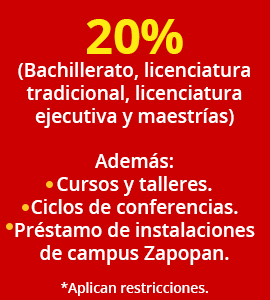 20%
(Bachillerato, licenciatura
tradicional, licenciatura
ejecutiva y maestrías)
Además:
• Cursos y talleres.
• Ciclos de conferencias.
• Préstamo de instalaciones
de campus Zapopan.
*Aplican restricciones.